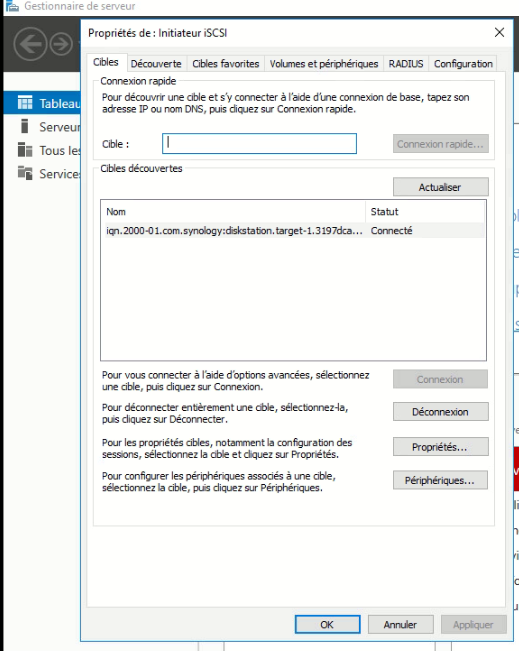 Gestionnaire de serveur
Propriétés de : Initiateur iSCSI
Cibles Découverte Cibles favorites Volumes et périphériques RADIUS Configuration
Connexion rapide
Pour découvrir une cible et s'y connecter à l'aide d'une connexion de base, tapez son
adresse IP ou nom DNS, puis cliquez sur Connexion rapide.
Cible :
Connexion rapide...
Cibles découvertes
Actualiser
Nom Statut
iqn.2000-01.com.synology:diskstation.target-1.3197dca... Connecté
Pour vous connecter à l'aide d'options avancées, sélectionnez
une cible, puis cliquez sur Connexion.
Connexion
Pour déconnecter entièrement une cible, sélectionnez-la,
puis cliquez sur Déconnecter.
Déconnexion
Pour les propriétés cibles, notamment la configuration des
sessions, sélectionnez la cible et cliquez sur Propriétés.
Propriétés...
Pour configurer les périphériques associés à une cible,
sélectionnez la cible, puis cliquez sur Périphériques.
Périphériques...
OK Annuler Appliquer
Tableau
Serveur
Tous les
Service